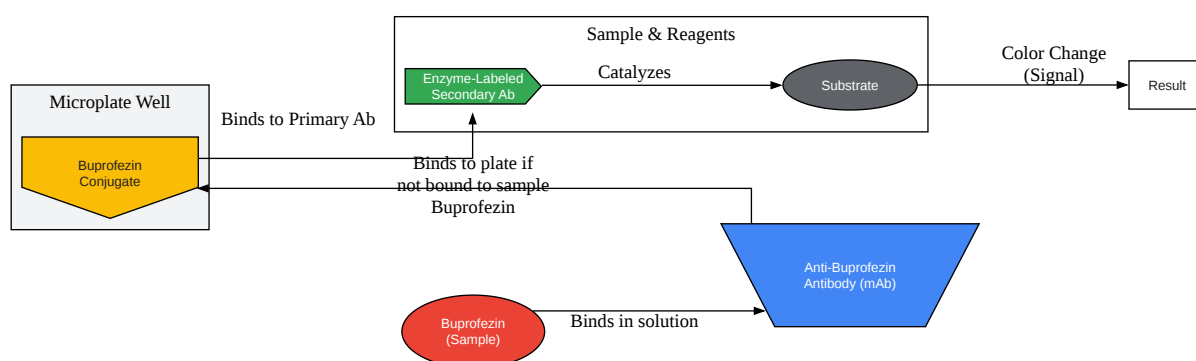 Sample & Reagents
Enzyme-Labeled
Secondary Ab
Catalyzes
Substrate
Color Change
(Signal)
Result
Microplate Well
Buprofezin
Conjugate
Binds to Primary Ab
Binds to plate if
not bound to sample
Buprofezin
Anti-Buprofezin
Antibody (mAb)
Buprofezin
(Sample)
Binds in solution